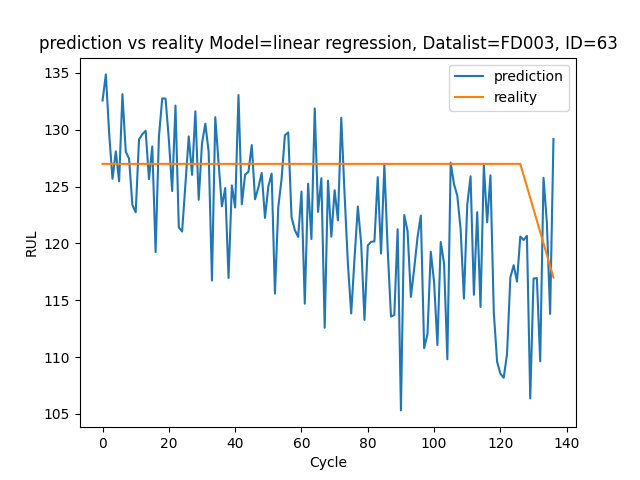 prediction vs reality Model=linear regression, Datalist=FD003, ID=63
prediction
reality
RUL
135
130
125
120
115
110
105
0 20 40 60 80 100 120 140
Cycle